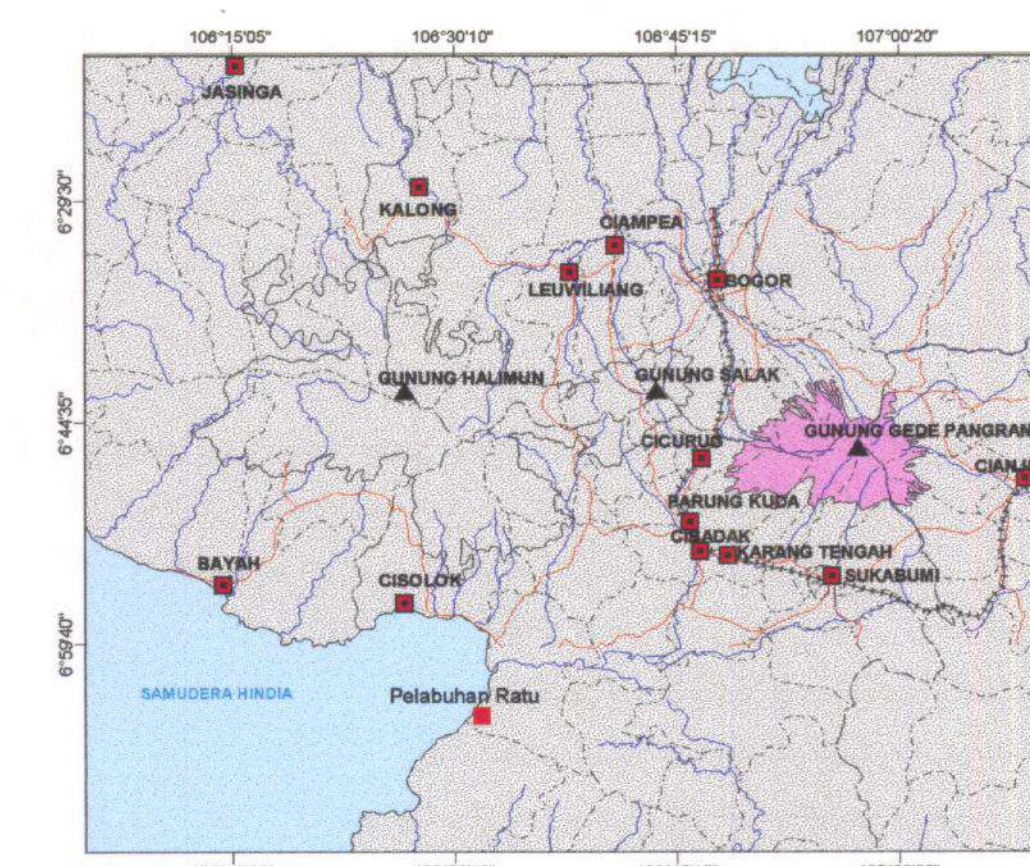 106°15'05"
106°30'10"
106°45'15"
107°00'20"
JASINGA
6°29'30"
KALONG
CIAMPEA
LEUWILIANG
BOGOR
GUNUNG HALIMUN
GUNUNG SALAK
6°44'35"
CICURUG
GUNUNG GEDE PANGRAN
CIANJ
PARUNG KUDA
CIBADAK
KARANG TENGAH
BAYAH
CISOLOK
SUKABUMI
6°59'40"
SAMUDERA HINDIA
Pelabuhan Ratu